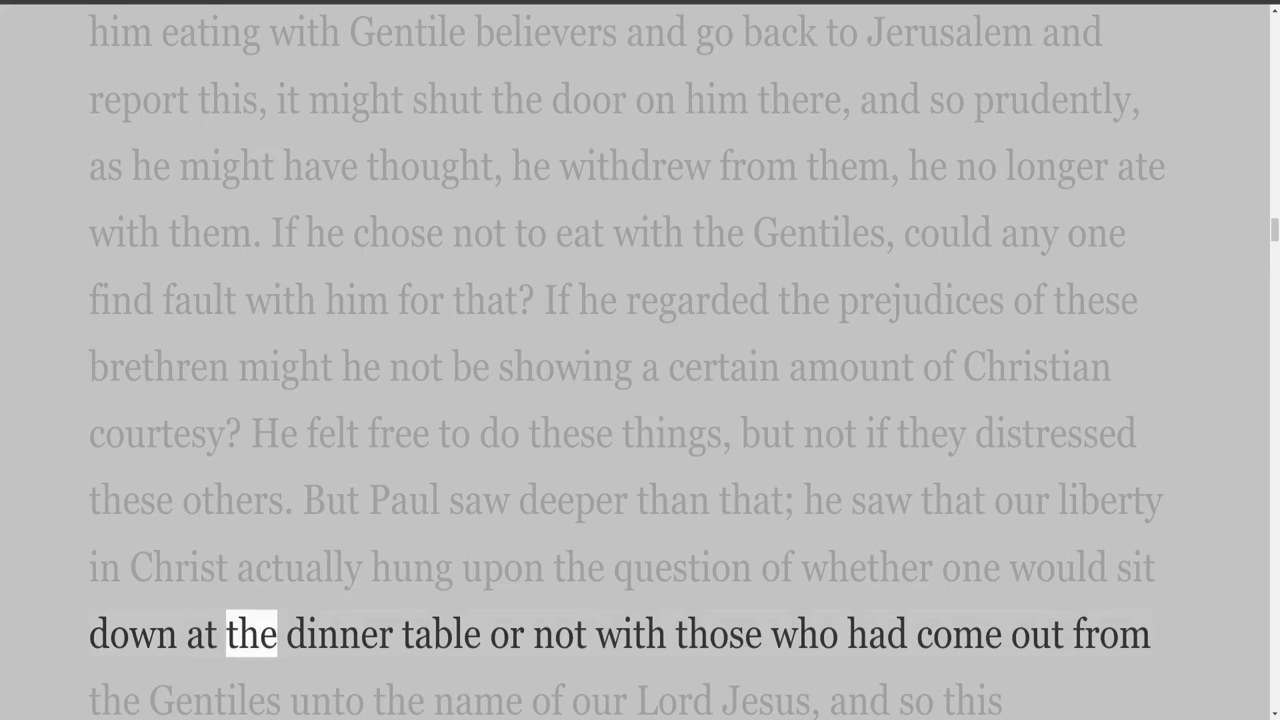 him eating with Gentile believers and go back to Jerusalem and
report this, it might shut the door on him there, and so prudently,
as he might have thought, he withdrew from them, he no longer ate
with them. If he chose not to eat with the Gentiles, could any one
find fault with him for that? If he regarded the prejudices of these
brethren might he not be showing a certain amount of Christian
courtesy? He felt free to do these things, but not if they distressed
these others. But Paul saw deeper than that; he saw that our liberty
in Christ actually hung upon the question of whether one would sit
down at the dinner table or not with those who had come out from
the Gentiles unto the name of our Lord Jesus, and so this